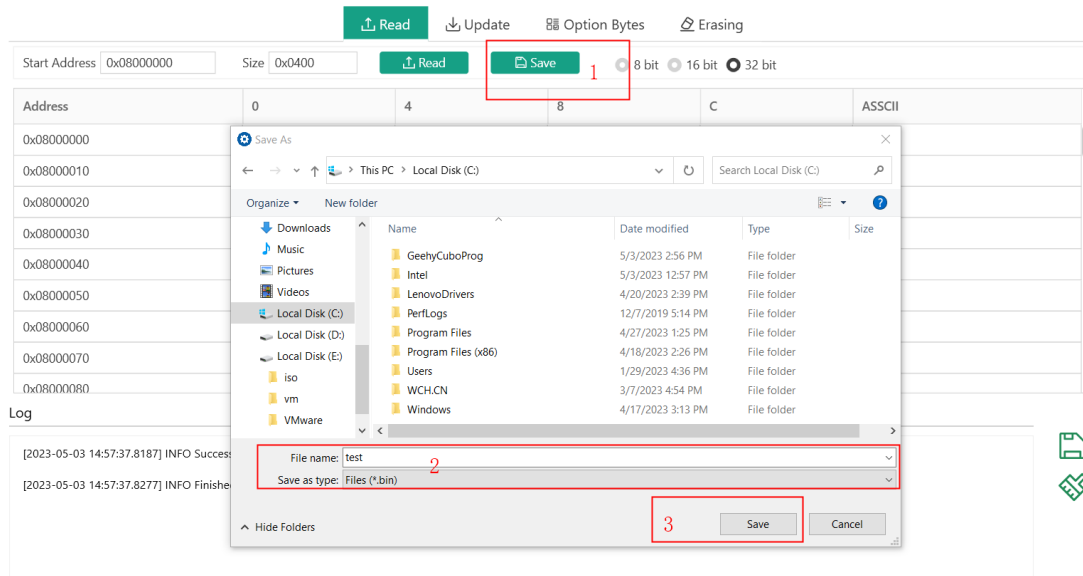 Read Update Option Bytes Erasing
Start Address 0x08000000 Size 0x0400 Read Save 1 8 bit 16 bit 32 bit
Address 0 4 8 C ASSCII
0x08000000
0x08000010
0x08000020
0x08000030
0x08000040
0x08000050
0x08000060
0x08000070
0x08000080
Save As
This PC > Local Disk (C:) Search Local Disk (C:)
Organize New folder
Downloads
Music
Pictures
Videos
Local Disk (C:)
Local Disk (D:)
Local Disk (E:)
iso
vm
VMware
Name Date modified Type Size
GeehyCuboProg 5/3/2023 2:56 PM File folder
Intel 5/3/2023 12:57 PM File folder
LenovoDrivers 4/20/2023 2:39 PM File folder
PerfLogs 12/7/2019 5:14 PM File folder
Program Files 4/27/2023 1:25 PM File folder
Program Files (x86) 4/18/2023 2:26 PM File folder
Users 1/29/2023 4:36 PM File folder
WCH.CN 3/7/2023 4:54 PM File folder
Windows 4/17/2023 3:13 PM File folder
File name: test
2
Save as type: Files (*.bin)
Hide Folders 3 Save Cancel
Log
[2023-05-03 14:57:37.8187] INFO Succes
[2023-05-03 14:57:37.8277] INFO Finishe